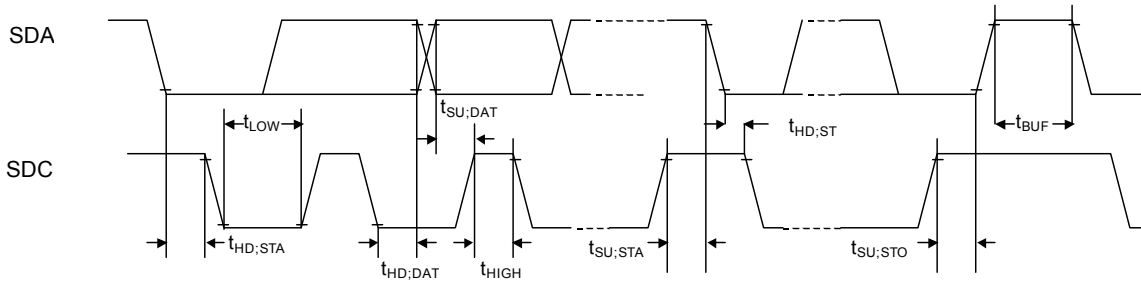 SDA
tSU;DAT
tLOW
tHD;ST
tBUF
SDC
tHD;STA
tHD;DAT
tHIGH
tSU;STA
tSU;STO